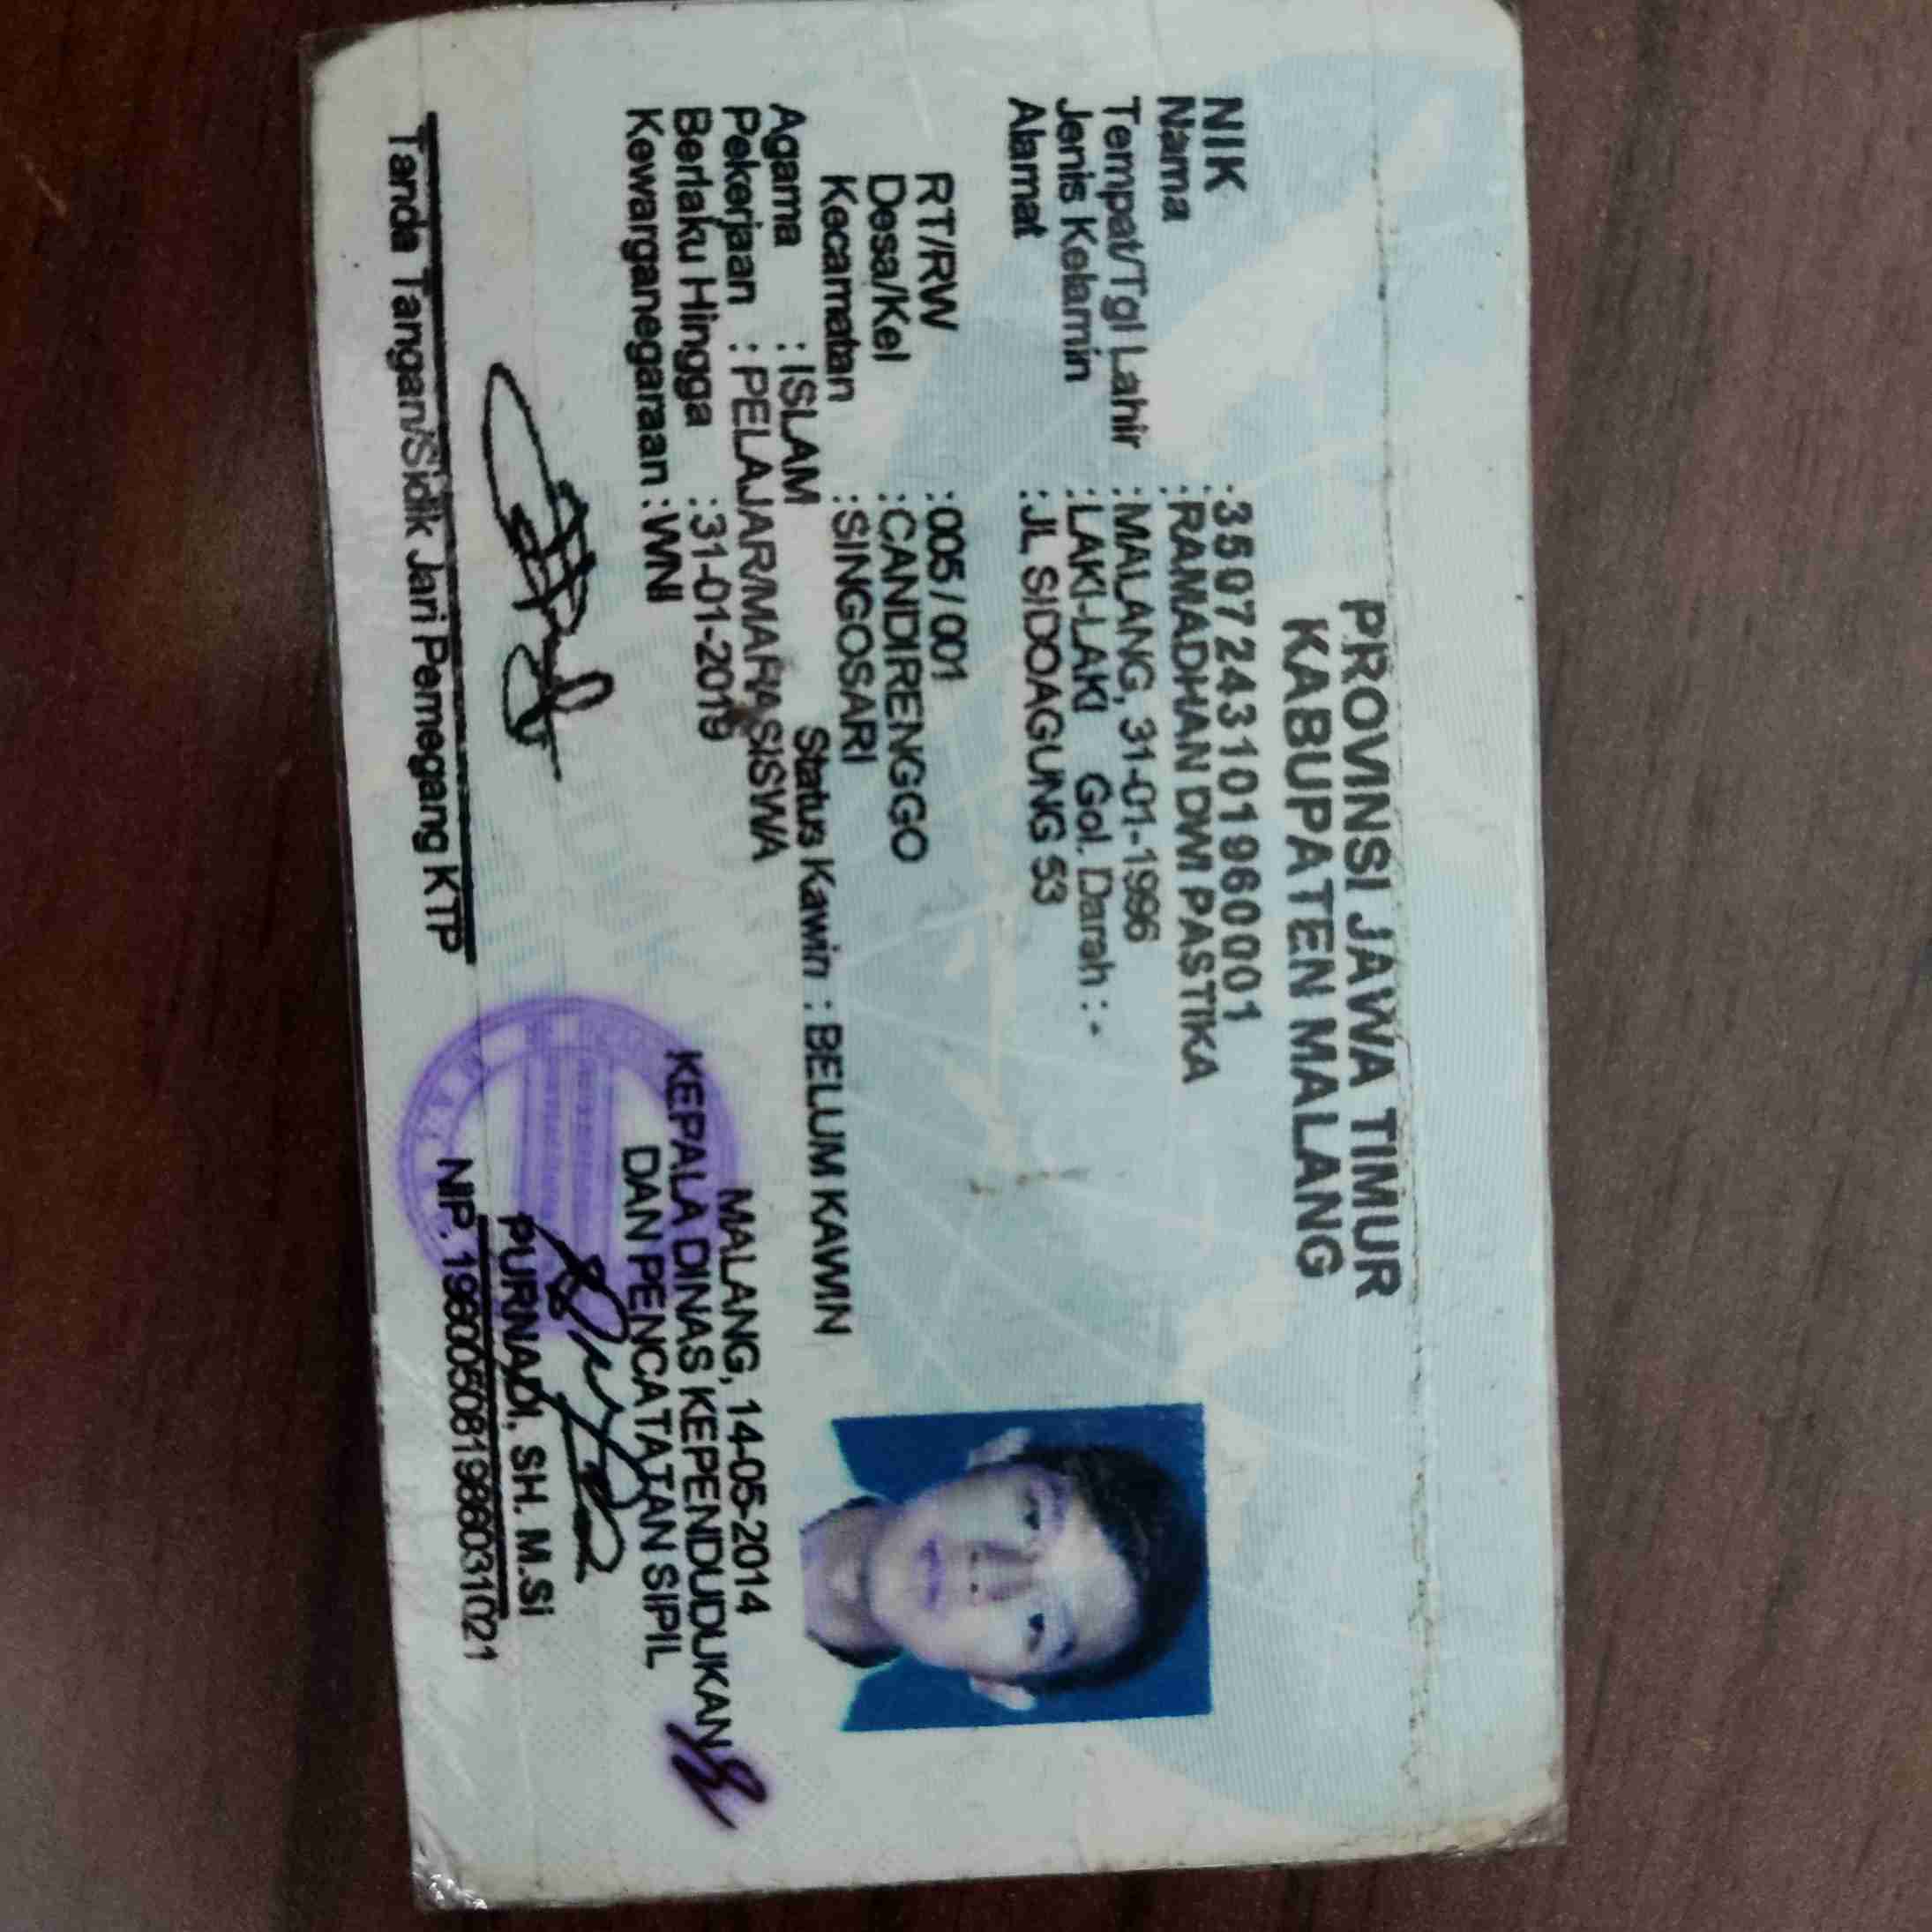 PROVINSI JAWA TIMUR
KABUPATEN MALANG
NIK : 3507243101960001
Nama : RAMADHAN DWI PASTIKA
Tempat/Tgl Lahir : MALANG, 31-01-1996
Jenis Kelamin : LAKI-LAKI Gol. Darah : -
Alamat : JL SIDOAGUNG 53
RT/RW : 005 / 001
Desa/Kel : CANDIRENGGO
Kecamatan : SINGOSARI
Agama : ISLAM Status Kawin : BELUM KAWIN
Pekerjaan : PELAJAR/MAHASISWA
Berlaku Hingga : 31-01-2019
Kewarganegaraan : WNI
MALANG, 14-05-2014
KEPALA DINAS KEPENDUDUKAN
DAN PENCATATAN SIPIL
PURNADI, SH. M.Si
NIP. 196005081986031021
Tanda Tangan/Sidik Jari Pemegang KTP